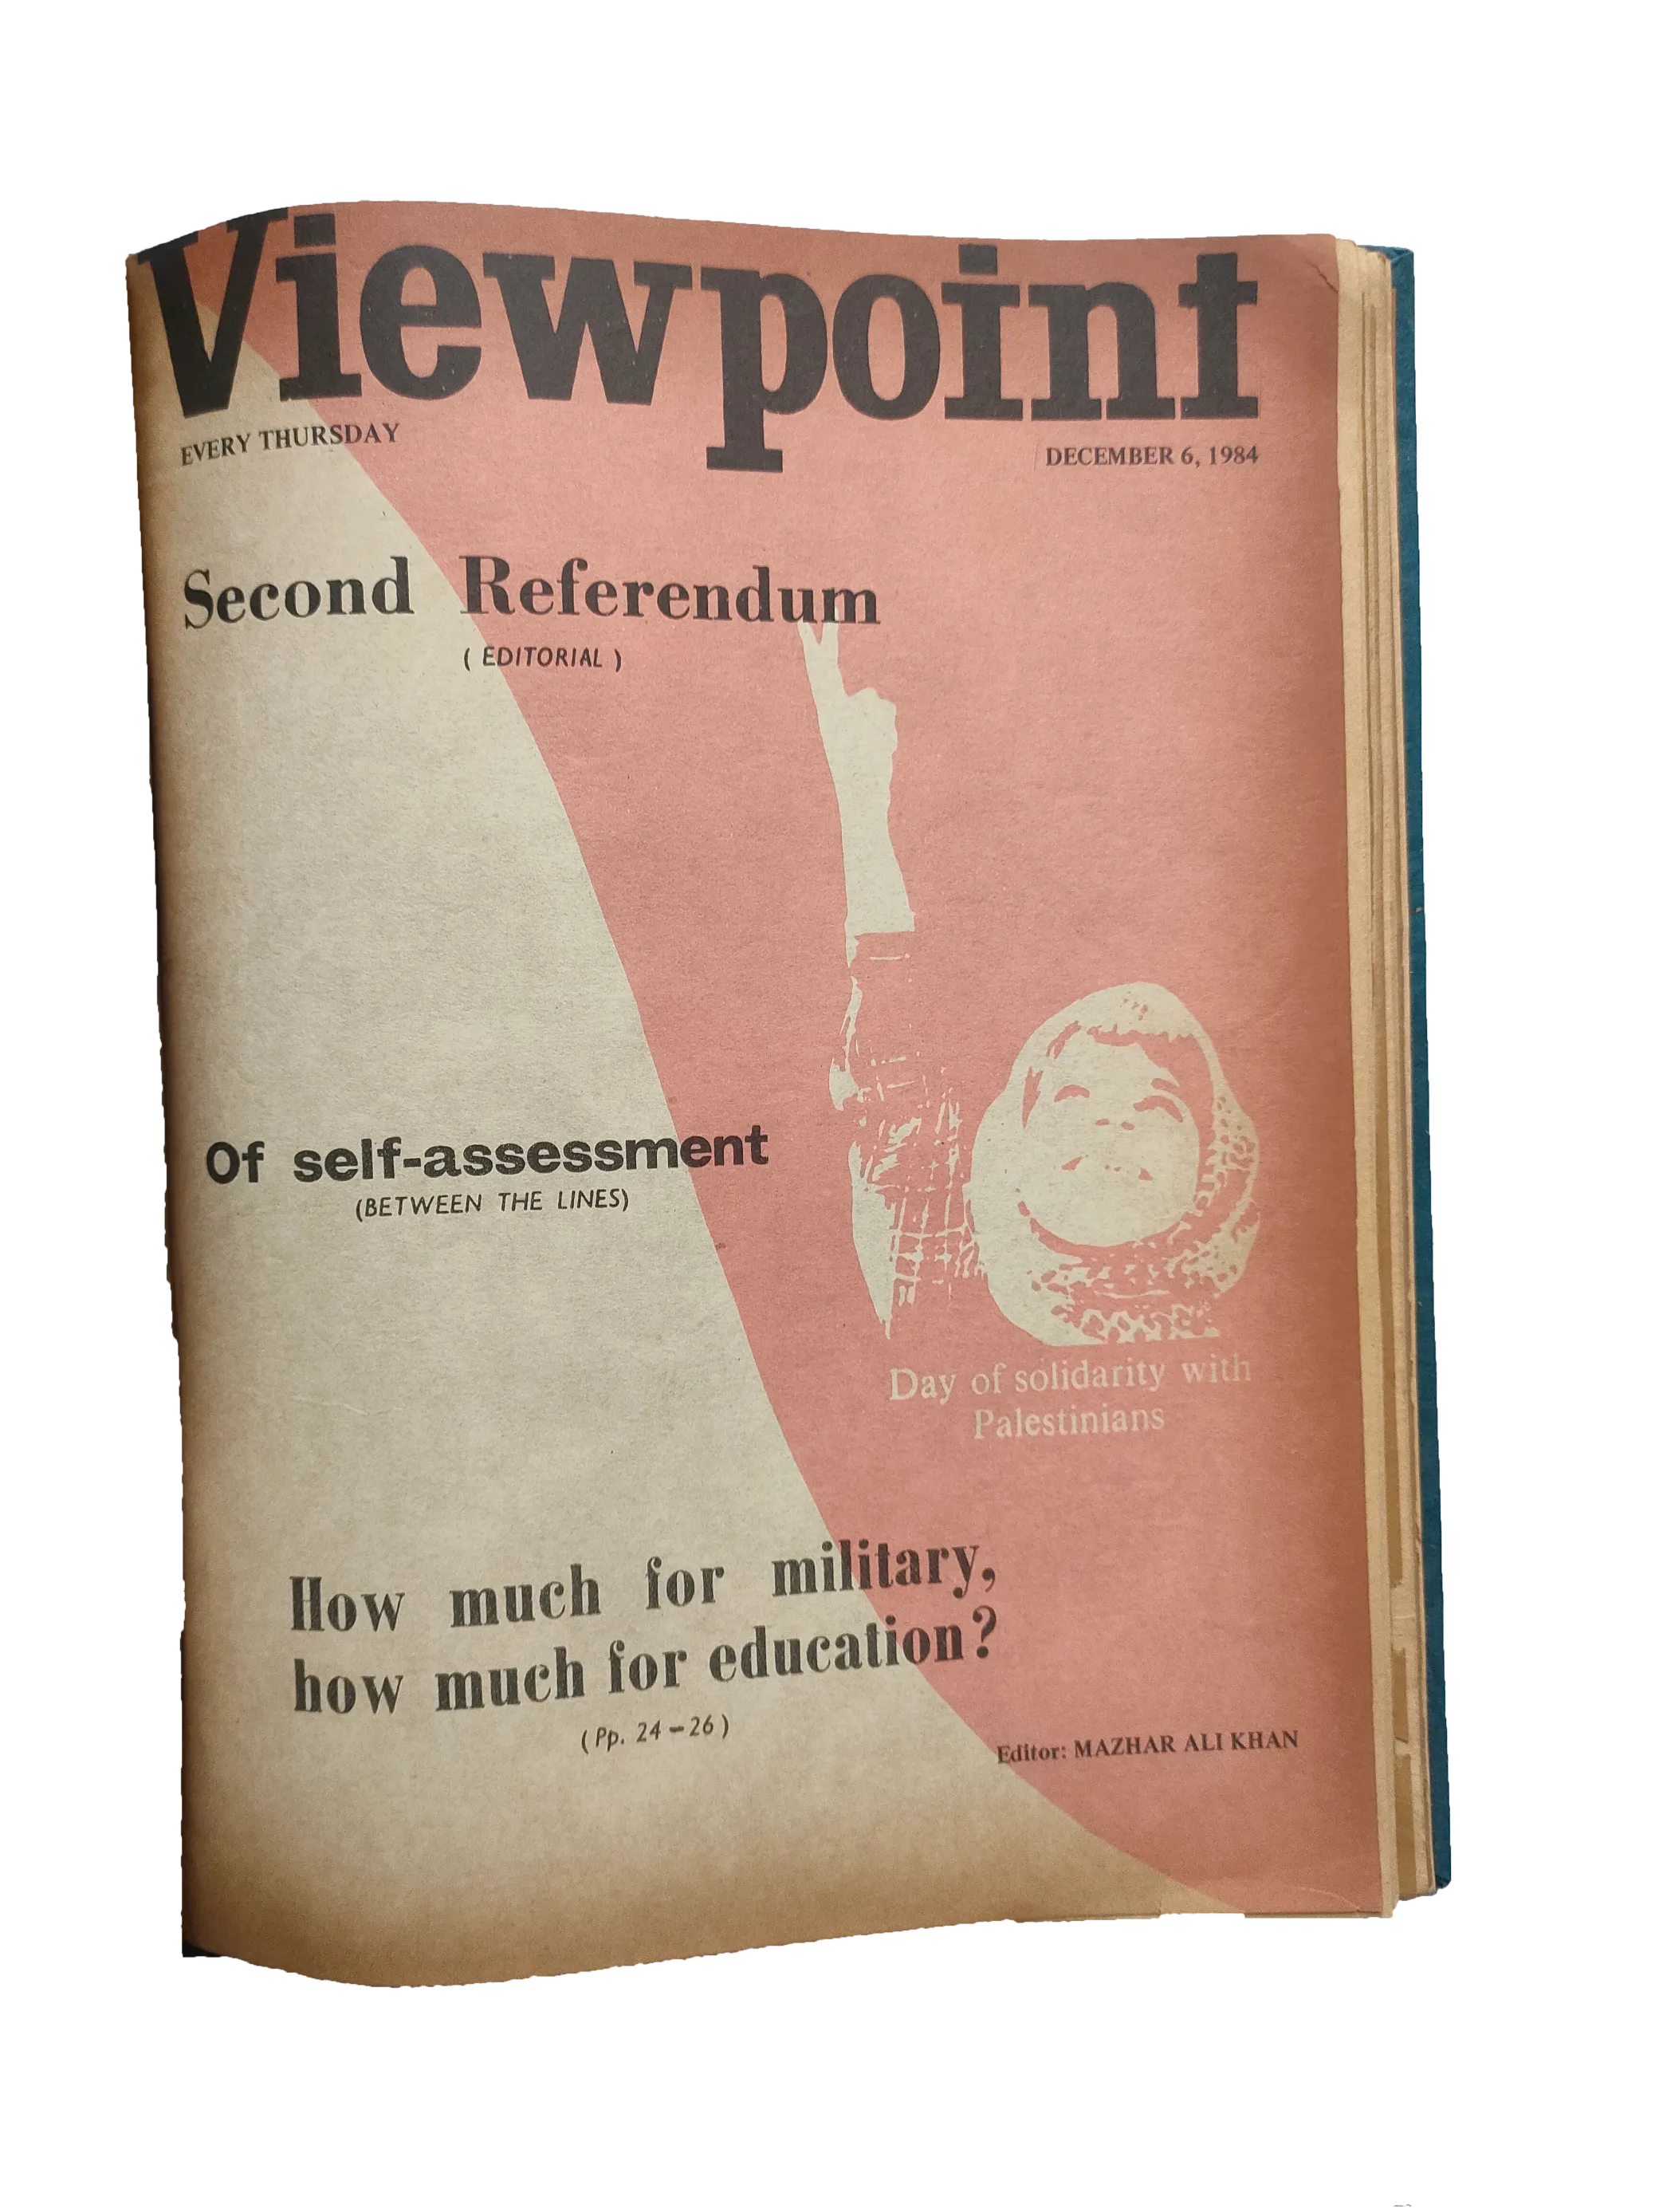 Viewpoint
EVERY THURSDAY
DECEMBER 6, 1984
Second Referendum
( EDITORIAL )
Of self-assessment
(BETWEEN THE LINES)
Day of solidarity with
Palestinians
How much for military,
how much for education?
(Pp. 24-26)
Editor: MAZHAR ALI KHAN